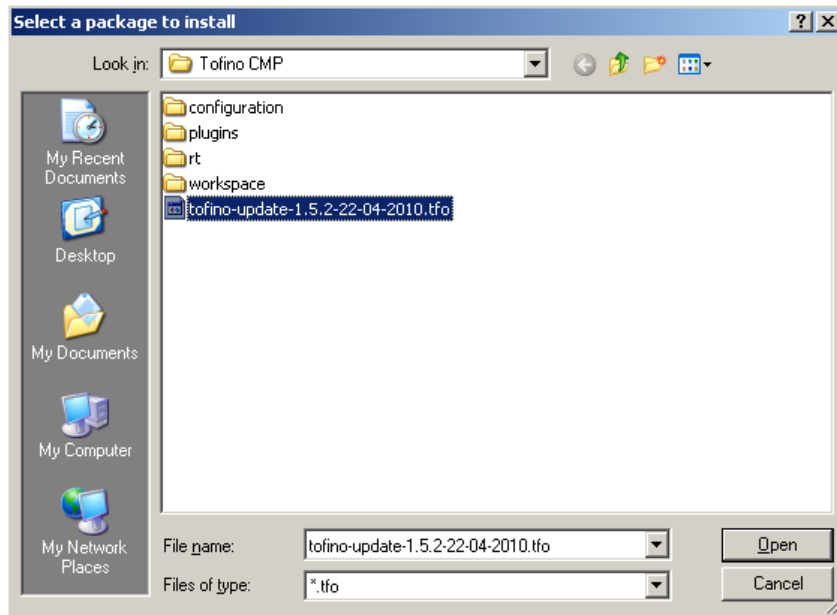 Select a package to install
Look in: Tofino CMP
My Recent Documents
Desktop
My Documents
My Computer
My Network Places
configuration
plugins
rt
workspace
tofino-update-1.5.2-22-04-2010.tfo
File name: tofino-update-1.5.2-22-04-2010.tfo Open
Files of type: *.tfo Cancel